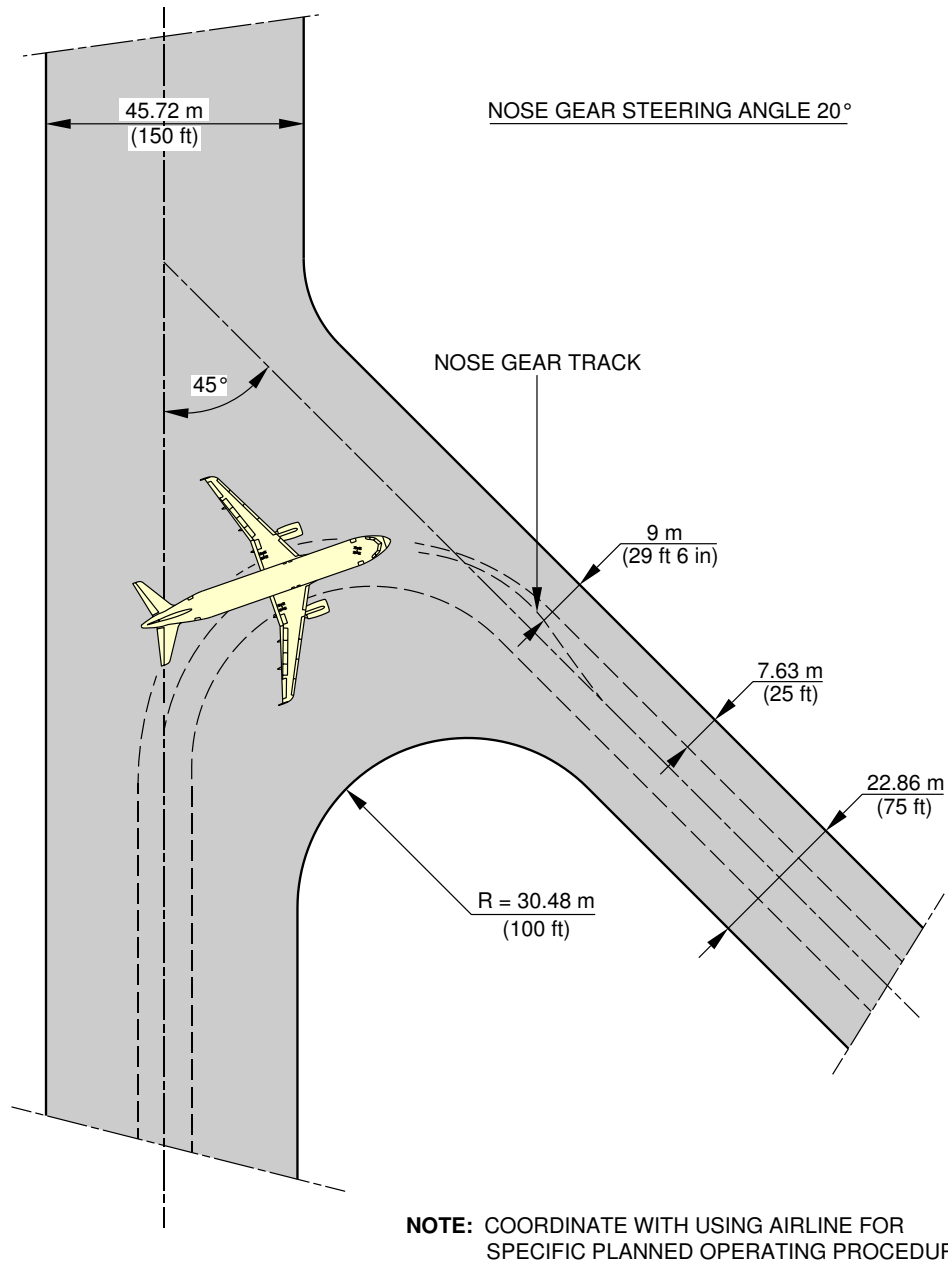 45.72 m
(150 ft)
NOSE GEAR STEERING ANGLE 20°
45°
NOSE GEAR TRACK
9 m
(29 ft 6 in)
7.63 m
(25 ft)
22.86 m
(75 ft)
R = 30.48 m
(100 ft)
NOTE: COORDINATE WITH USING AIRLINE FOR
SPECIFIC PLANNED OPERATING PROCEDUR